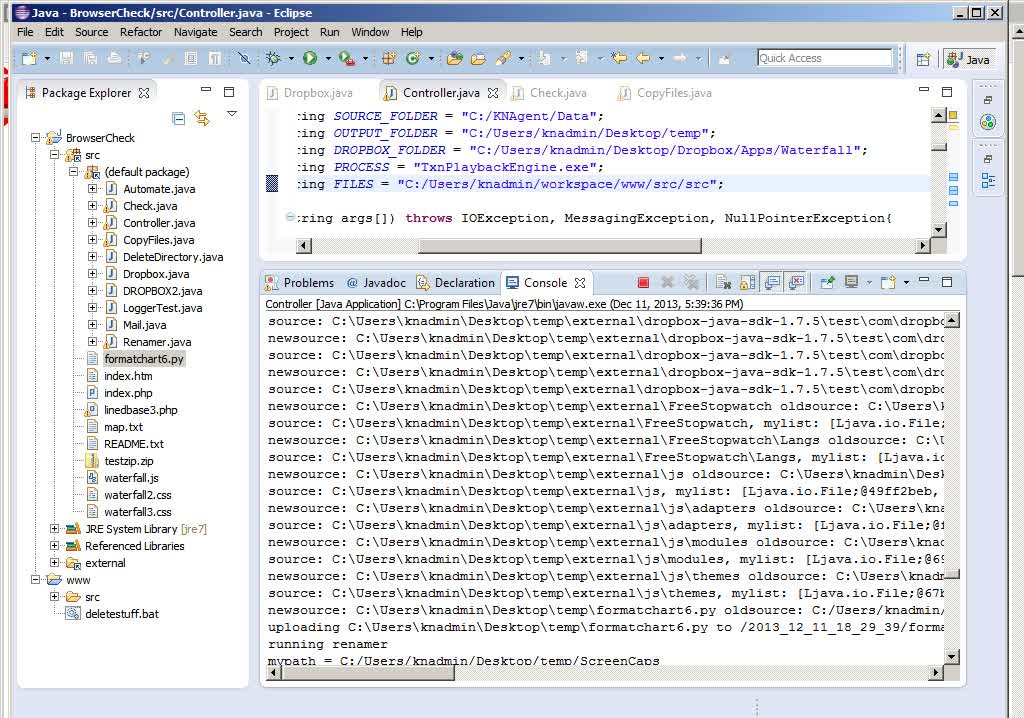 Java - BrowserCheck/src/Controller.java - Eclipse
File Edit Source Refactor Navigate Search Project Run Window Help
Quick Access
Java
Package Explorer
BrowserCheck
src
(default package)
Automate.java
Check.java
Controller.java
CopyFiles.java
DeleteDirectory.java
Dropbox.java
DROPBOX2.java
LoggerTest.java
Mail.java
Renamer.java
formatchart6.py
index.htm
index.php
linedbase3.php
map.txt
README.txt
testzip.zip
waterfall.js
waterfall2.css
waterfall3.css
JRE System Library [jre7]
Referenced Libraries
external
www
src
deletestuff.bat
Dropbox.java Controller.java Check.java CopyFiles.java
:ing SOURCE_FOLDER = "C:/KNAgent/Data";
:ing OUTPUT_FOLDER = "C:/Users/knadmin/Desktop/temp";
:ing DROPBOX_FOLDER = "C:/Users/knadmin/Desktop/Dropbox/Apps/Waterfall";
:ing PROCESS = "TxnPlaybackEngine.exe";
:ing FILES = "C:/Users/knadmin/workspace/www/src/src";
:ring args[]) throws IOException, MessagingException, NullPointerException{
Problems @ Javadoc Declaration Console
Controller [Java Application] C:\Program Files\Java\jre7\bin\javaw.exe (Dec 11, 2013, 5:39:36 PM)
source: C:\Users\knadmin\Desktop\temp\external\dropbox-java-sdk-1.7.5\test\com\dropbo
newsource: C:\Users\knadmin\Desktop\temp\external\dropbox-java-sdk-1.7.5\test\com\dr
source: C:\Users\knadmin\Desktop\temp\external\dropbox-java-sdk-1.7.5\test\com\dropbo
newsource: C:\Users\knadmin\Desktop\temp\external\dropbox-java-sdk-1.7.5\test\com\dr
source: C:\Users\knadmin\Desktop\temp\external\dropbox-java-sdk-1.7.5\test\com\dropbo
newsource: C:\Users\knadmin\Desktop\temp\external\FreeStopwatch oldsource: C:\Users\k
source: C:\Users\knadmin\Desktop\temp\external\FreeStopwatch, mylist: [Ljava.io.File;
newsource: C:\Users\knadmin\Desktop\temp\external\FreeStopwatch\Langs oldsource: C:\U
source: C:\Users\knadmin\Desktop\temp\external\FreeStopwatch\Langs, mylist: [Ljava.io
newsource: C:\Users\knadmin\Desktop\temp\external\js oldsource: C:\Users\knadmin\Desk
source: C:\Users\knadmin\Desktop\temp\external\js, mylist: [Ljava.io.File;@49ff2beb,
newsource: C:\Users\knadmin\Desktop\temp\external\js\adapters oldsource: C:\Users\kna
source: C:\Users\knadmin\Desktop\temp\external\js\adapters, mylist: [Ljava.io.File;@f
newsource: C:\Users\knadmin\Desktop\temp\external\js\modules oldsource: C:\Users\knad
source: C:\Users\knadmin\Desktop\temp\external\js\modules, mylist: [Ljava.io.File;@69
newsource: C:\Users\knadmin\Desktop\temp\external\js\themes oldsource: C:\Users\knadm
source: C:\Users\knadmin\Desktop\temp\external\js\themes, mylist: [Ljava.io.File;@67b
newsource: C:\Users\knadmin\Desktop\temp\formatchart6.py oldsource: C:/Users/knadmin/
uploading C:\Users\knadmin\Desktop\temp\formatchart6.py to /2013_12_11_18_29_39/forma
running renamer
mypath = C:/Users/knadmin/Desktop/temp/ScreenCaps